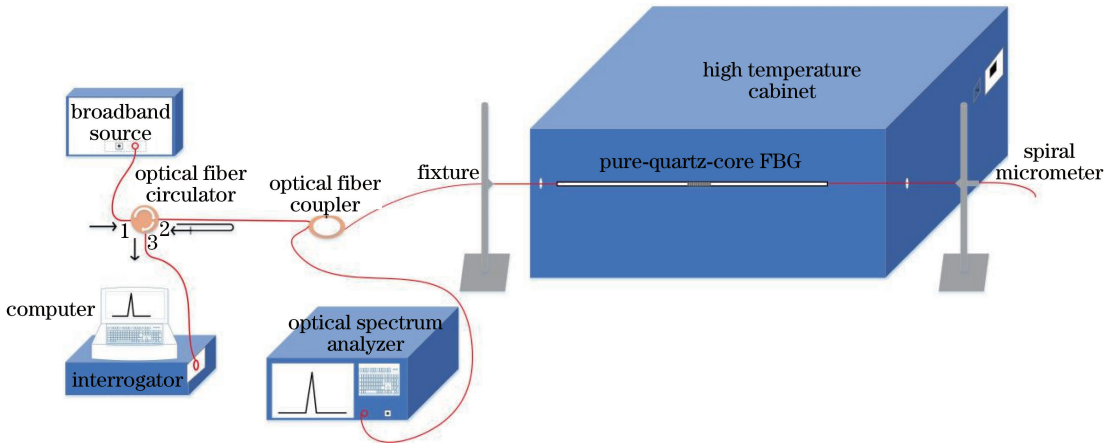 broadband
source
optical fiber
circulator
1
2
3
optical fiber
coupler
fixture
high temperature
cabinet
pure-quartz-core FBG
spiral
micrometer
computer
interrogator
optical spectrum
analyzer